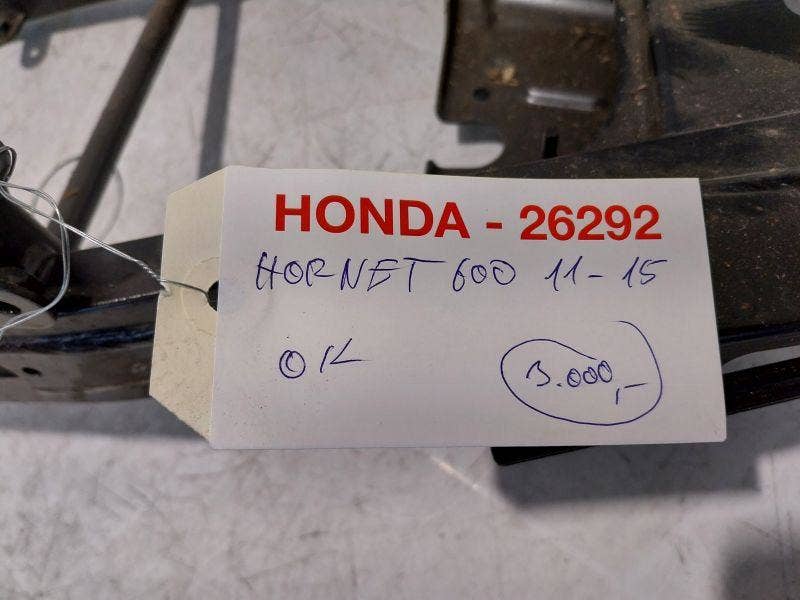 HONDA - 26292
HORNET 600 11-15
OK
3.000,-